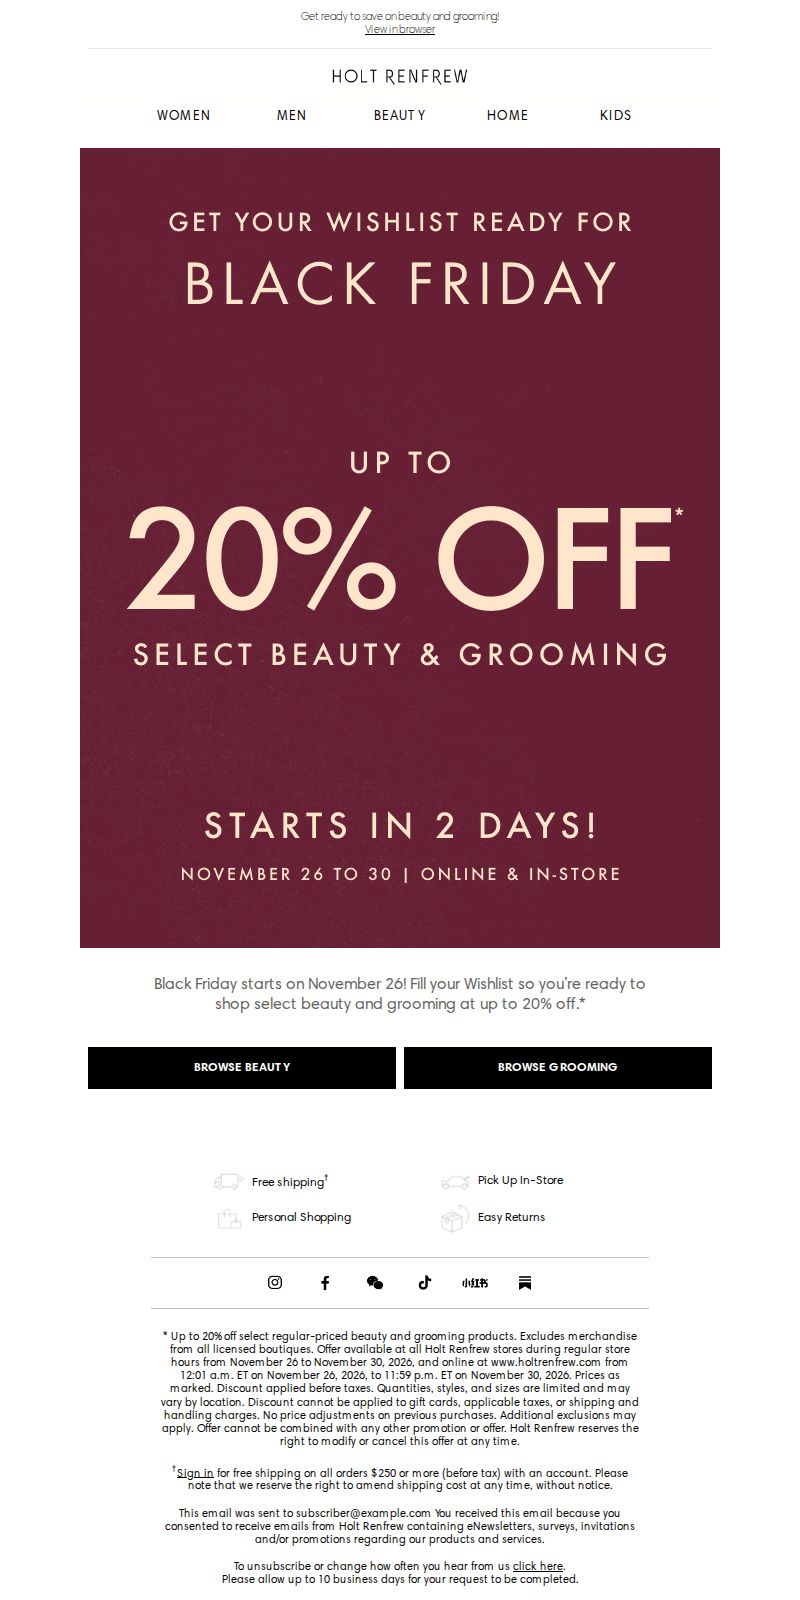 Get ready to save on beauty and grooming!
View in browser
HOLT RENFREW
WOMEN MEN BEAUTY HOME KIDS
GET YOUR WISHLIST READY FOR
BLACK FRIDAY
UP TO
20% OFF*
SELECT BEAUTY & GROOMING
STARTS IN 2 DAYS!
NOVEMBER 26 TO 30 | ONLINE & IN-STORE
Black Friday starts on November 26! Fill your Wishlist so you're ready to
shop select beauty and grooming at up to 20% off.*
BROWSE BEAUTY BROWSE GROOMING
Free shipping† Pick Up In-Store
Personal Shopping Easy Returns
小红书
* Up to 20% off select regular-priced beauty and grooming products. Excludes merchandise
from all licensed boutiques. Offer available at all Holt Renfrew stores during regular store
hours from November 26 to November 30, 2026, and online at www.holtrenfrew.com from
12:01 a.m. ET on November 26, 2026, to 11:59 p.m. ET on November 30, 2026. Prices as
marked. Discount applied before taxes. Quantities, styles, and sizes are limited and may
vary by location. Discount cannot be applied to gift cards, applicable taxes, or shipping and
handling charges. No price adjustments on previous purchases. Additional exclusions may
apply. Offer cannot be combined with any other promotion or offer. Holt Renfrew reserves the
right to modify or cancel this offer at any time.
†Sign in for free shipping on all orders $250 or more (before tax) with an account. Please
note that we reserve the right to amend shipping cost at any time, without notice.
This email was sent to subscriber@example.com You received this email because you
consented to receive emails from Holt Renfrew containing eNewsletters, surveys, invitations
and/or promotions regarding our products and services.
To unsubscribe or change how often you hear from us click here.
Please allow up to 10 business days for your request to be completed.